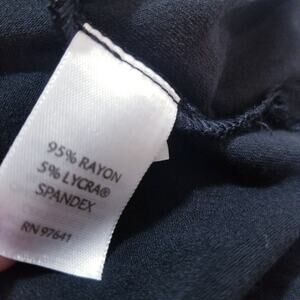 95% RAYON
5% LYCRA®
SPANDEX
RN 97641